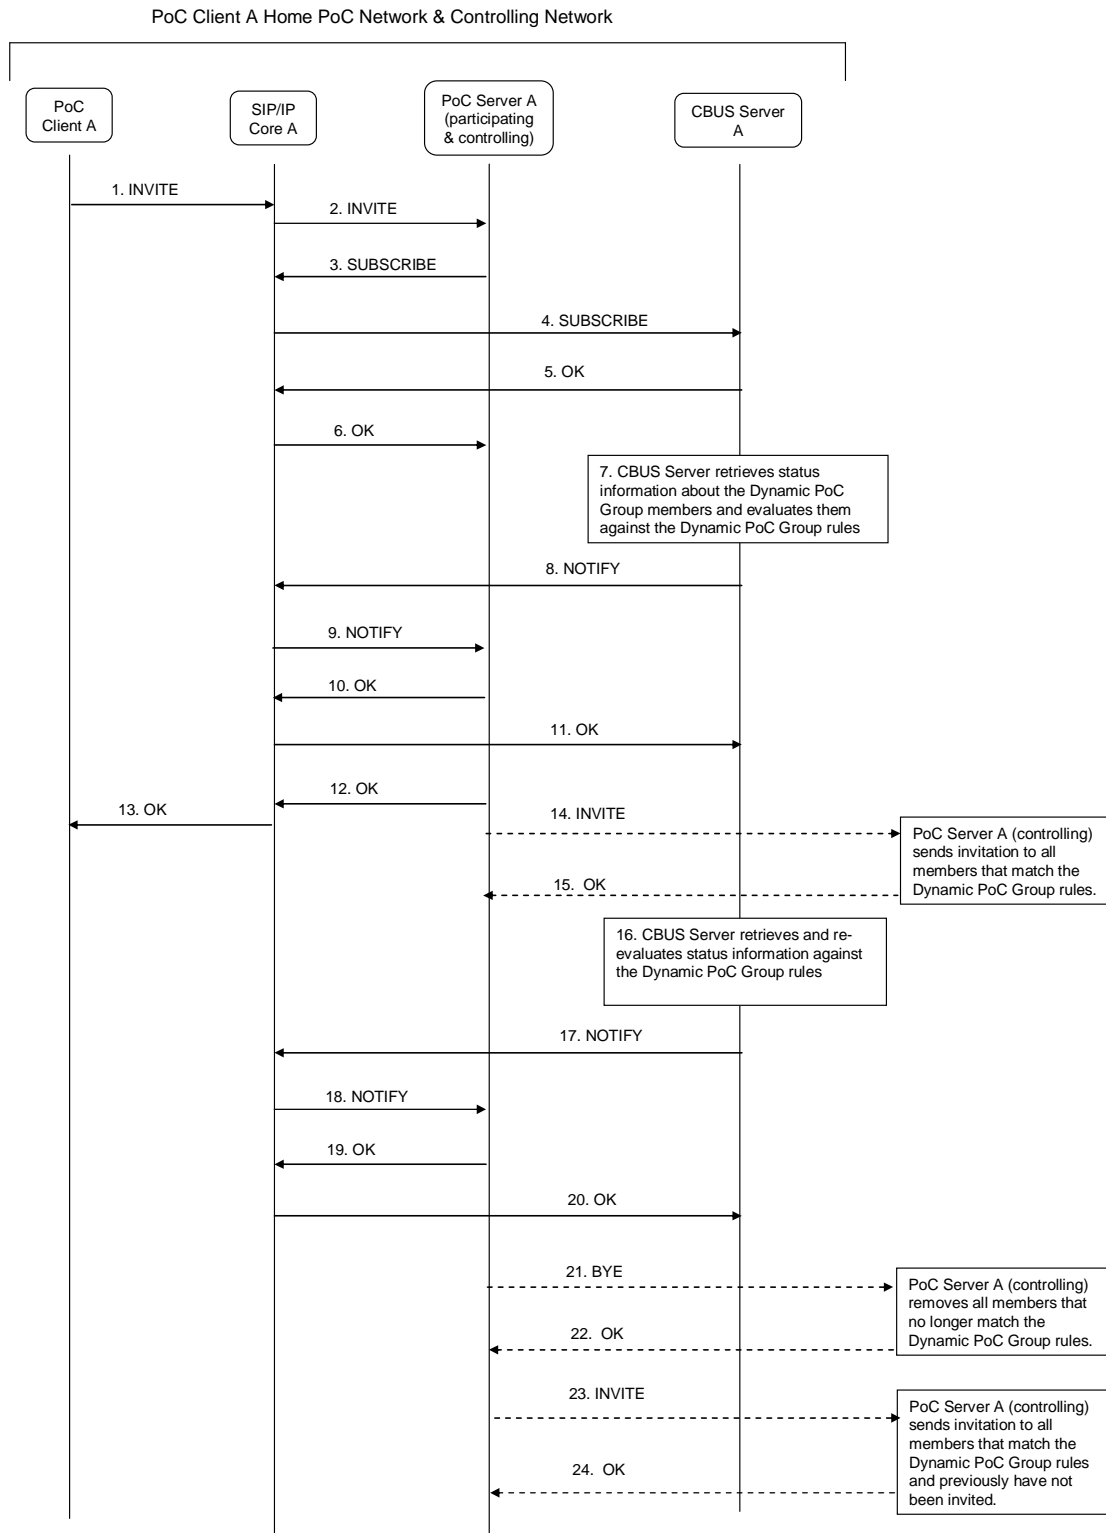 PoC Client A Home PoC Network & Controlling Network
PoC
Client A
SIP/IP
Core A
PoC Server A
(participating
& controlling)
CBUS Server
A
1. INVITE
2. INVITE
3. SUBSCRIBE
4. SUBSCRIBE
5. OK
6. OK
7. CBUS Server retrieves status
information about the Dynamic PoC
Group members and evaluates them
against the Dynamic PoC Group rules
8. NOTIFY
9. NOTIFY
10. OK
11. OK
12. OK
13. OK
14. INVITE
PoC Server A (controlling)
sends invitation to all
members that match the
Dynamic PoC Group rules.
15. OK
16. CBUS Server retrieves and re-
evaluates status information against
the Dynamic PoC Group rules
17. NOTIFY
18. NOTIFY
19. OK
20. OK
21. BYE
PoC Server A (controlling)
removes all members that
no longer match the
Dynamic PoC Group rules.
22. OK
23. INVITE
PoC Server A (controlling)
sends invitation to all
members that match the
Dynamic PoC Group rules
and previously have not
been invited.
24. OK